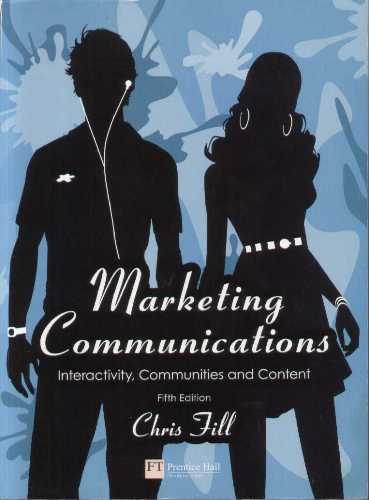 Marketing
Communications
Interactivity, Communities and Content
Fifth Edition
Chris Fill
FT Prentice Hall